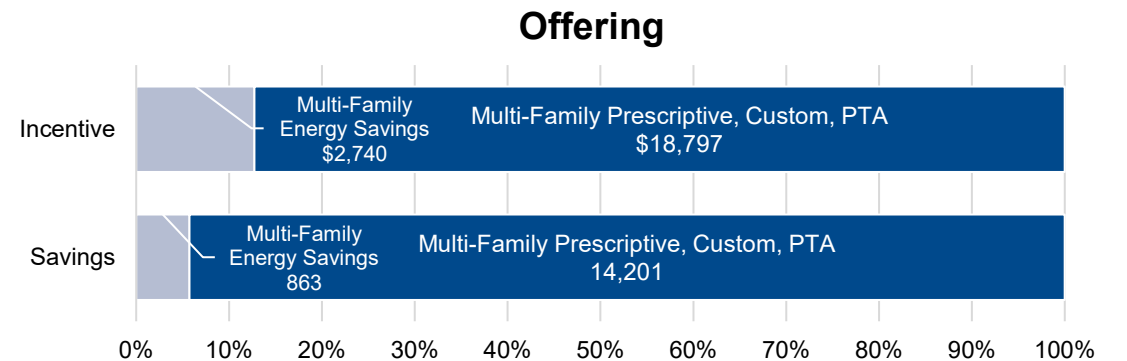 Offering
Incentive
Multi-Family
Energy Savings
$2,740
Multi-Family Prescriptive, Custom, PTA
$18,797
Savings
Multi-Family
Energy Savings
863
Multi-Family Prescriptive, Custom, PTA
14,201
0% 10% 20% 30% 40% 50% 60% 70% 80% 90% 100%